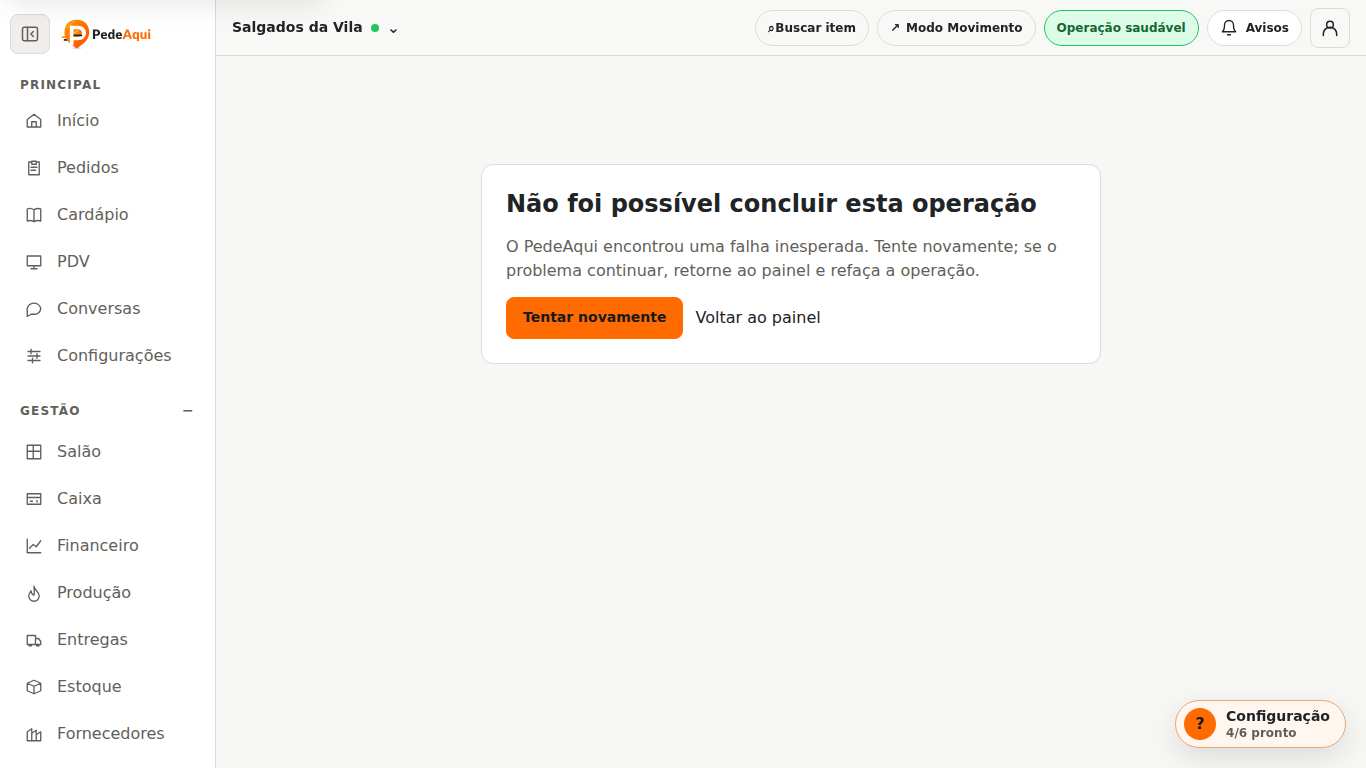 PedeAqui
PRINCIPAL
Início
Pedidos
Cardápio
PDV
Conversas
Configurações
GESTÃO
Salão
Caixa
Financeiro
Produção
Entregas
Estoque
Fornecedores
Salgados da Vila
Buscar item
↗ Modo Movimento
Operação saudável
Avisos
Não foi possível concluir esta operação
O PedeAqui encontrou uma falha inesperada. Tente novamente; se o
problema continuar, retorne ao painel e refaça a operação.
Tentar novamente
Voltar ao painel
?
Configuração
4/6 pronto